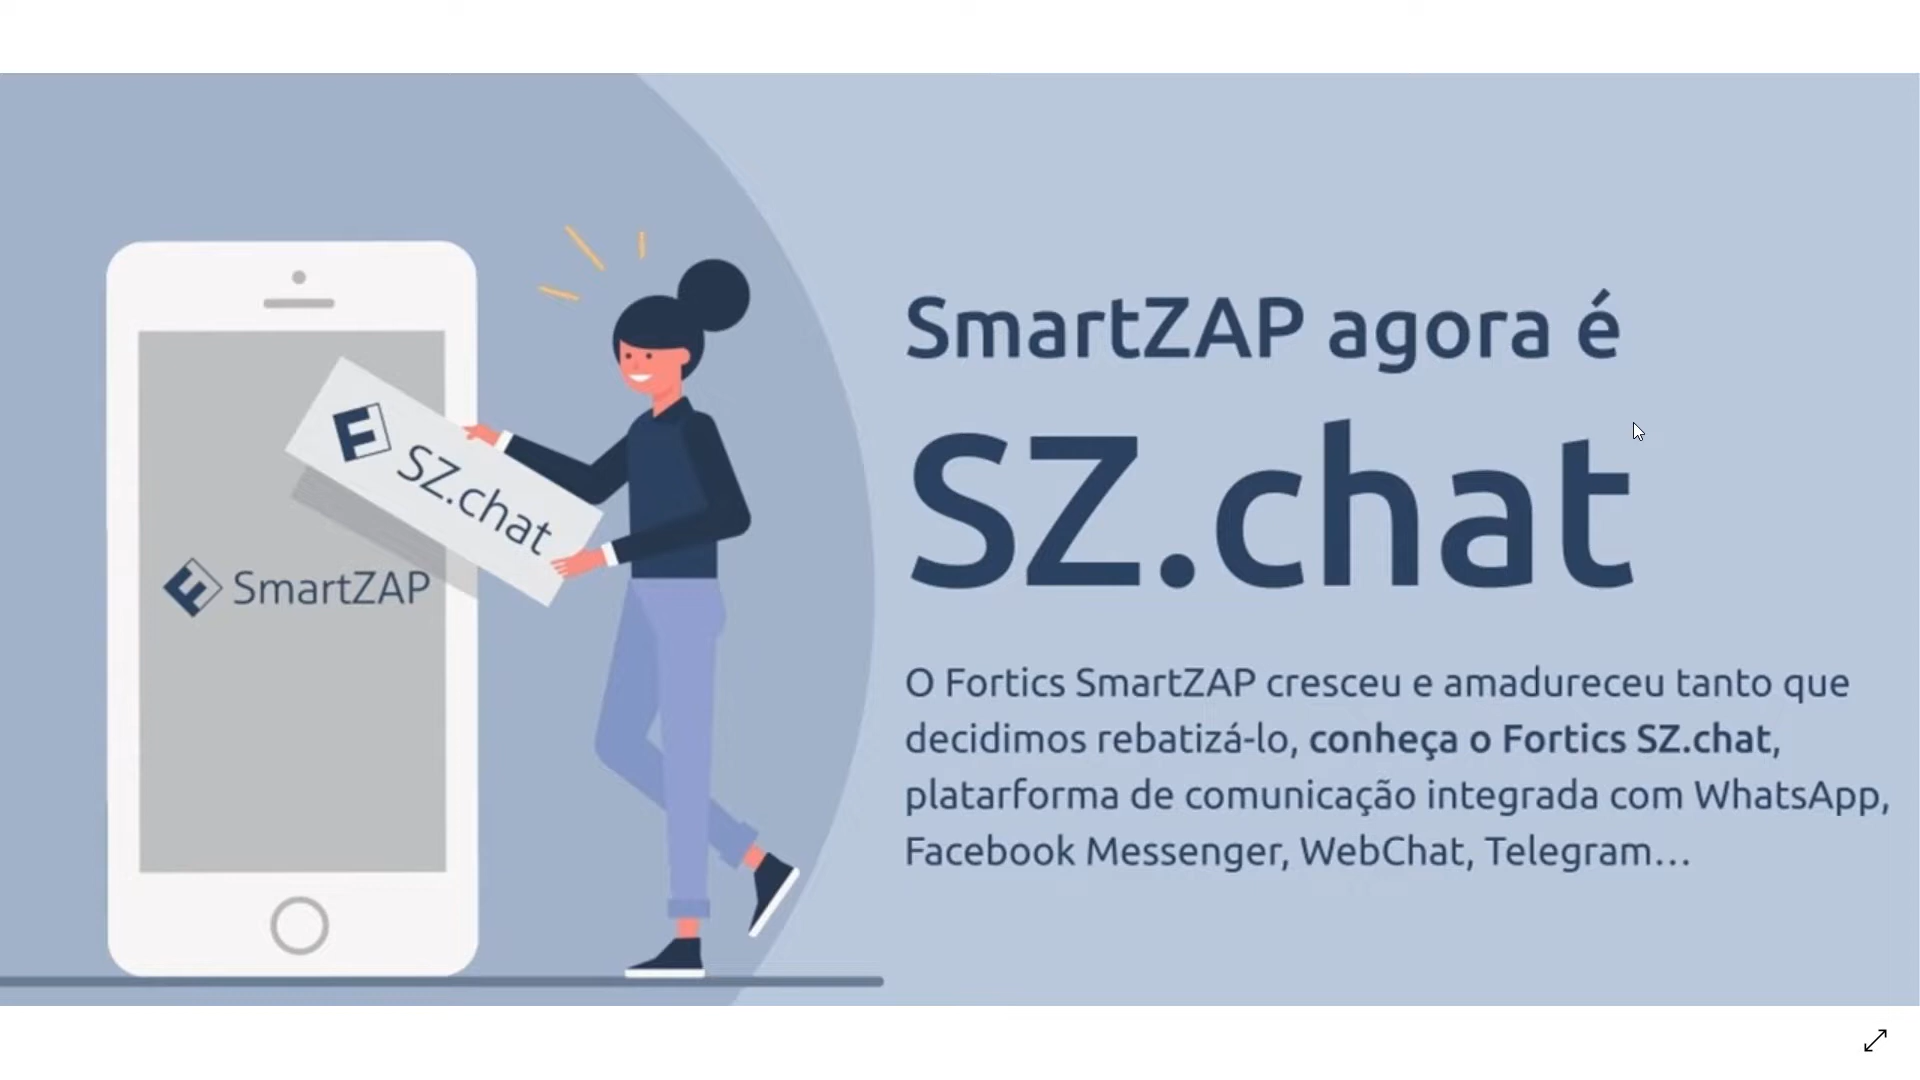 SmartZAP agora é
SZ.chat
O Fortics SmartZAP cresceu e amadureceu tanto que
decidimos rebatizá-lo, conheça o Fortics SZ.chat,
platarforma de comunicação integrada com WhatsApp,
Facebook Messenger, WebChat, Telegram...
SZ.chat
SmartZAP